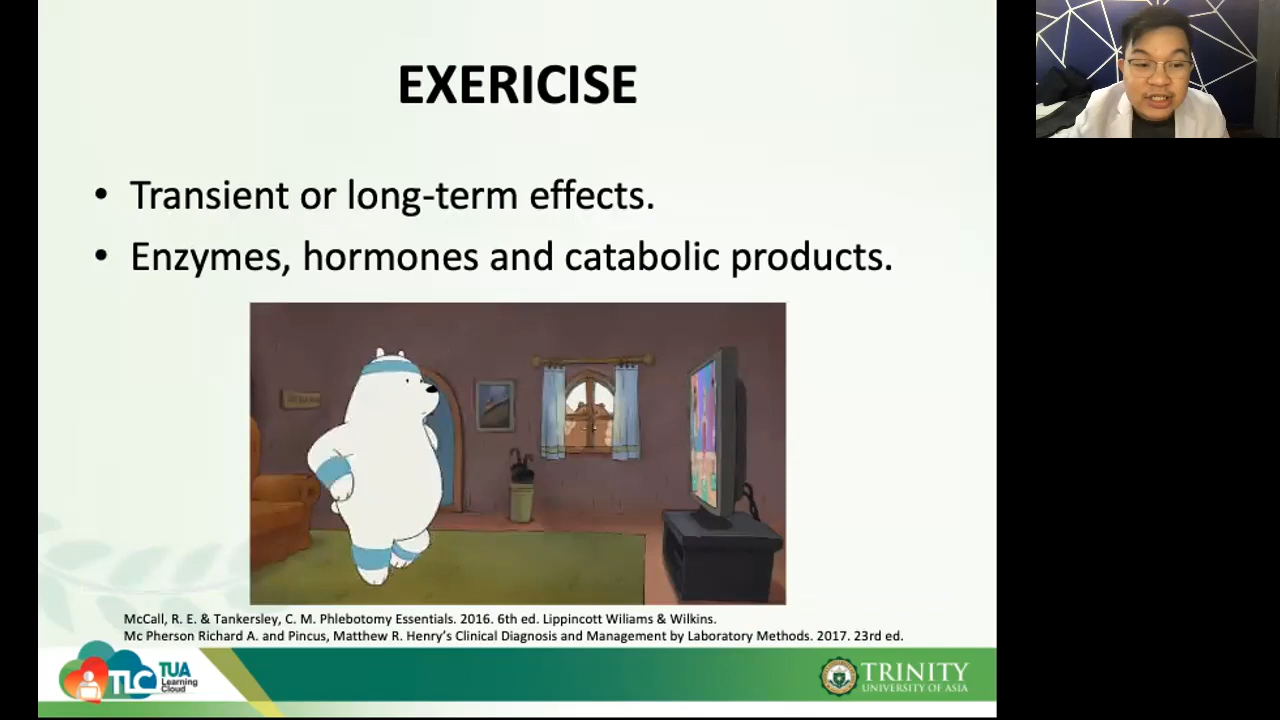 EXERICISE
• Transient or long-term effects.
• Enzymes, hormones and catabolic products.
McCall, R. E. & Tankersley, C. M. Phlebotomy Essentials. 2016. 6th ed. Lippincott Wiliams & Wilkins.
Mc Pherson Richard A. and Pincus, Matthew R. Henry's Clinical Diagnosis and Management by Laboratory Methods. 2017. 23rd ed.
TLC TUA
Learning
Cloud
TRINITY
UNIVERSITY OF ASIA